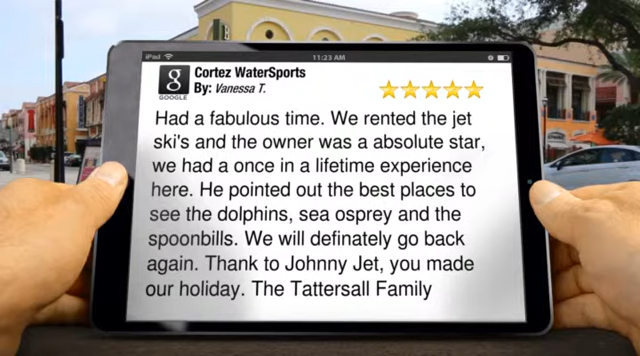 iPad
11:23 AM
g
GOOGLE
Cortez WaterSports
By: Vanessa T.
Had a fabulous time. We rented the jet
ski's and the owner was a absolute star,
we had a once in a lifetime experience
here. He pointed out the best places to
see the dolphins, sea osprey and the
spoonbills. We will definately go back
again. Thank to Johnny Jet, you made
our holiday. The Tattersall Family